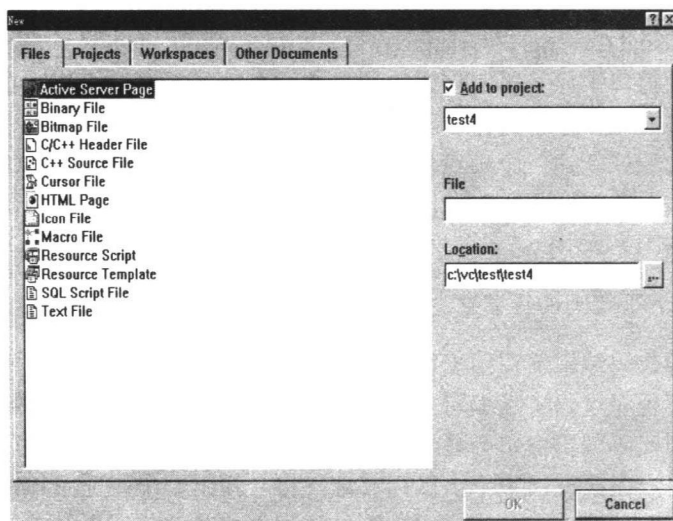 New
Files Projects Workspaces Other Documents
Active Server Page
Binary File
Bitmap File
C/C++ Header File
C++ Source File
Cursor File
HTML Page
Icon File
Macro File
Resource Script
Resource Template
SQL Script File
Text File
Add to project:
test4
File
Location:
c:\vc\test\test4
...
OK Cancel